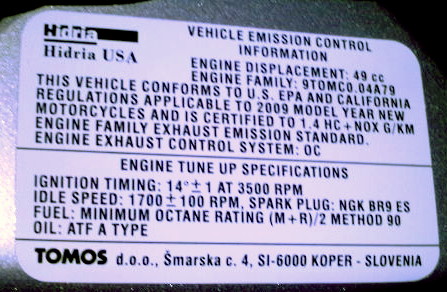 Hidria
Hidria USA
VEHICLE EMISSION CONTROL
INFORMATION
ENGINE DISPLACEMENT: 49 cc
ENGINE FAMILY: 9TOMC0.04A79
THIS VEHICLE CONFORMS TO U.S. EPA AND CALIFORNIA
REGULATIONS APPLICABLE TO 2009 MODEL YEAR NEW
MOTORCYCLES AND IS CERTIFIED TO 1.4 HC + NOX G/KM
ENGINE FAMILY EXHAUST EMISSION STANDARD.
ENGINE EXHAUST CONTROL SYSTEM: OC
ENGINE TUNE UP SPECIFICATIONS
IGNITION TIMING: 14°± 1 AT 3500 RPM
IDLE SPEED: 1700 ± 100 RPM, SPARK PLUG: NGK BR9 ES
FUEL: MINIMUM OCTANE RATING (M+R)/2 METHOD 90
OIL: ATF A TYPE
TOMOS d.o.o., Šmarska c. 4, SI-6000 KOPER - SLOVENIA